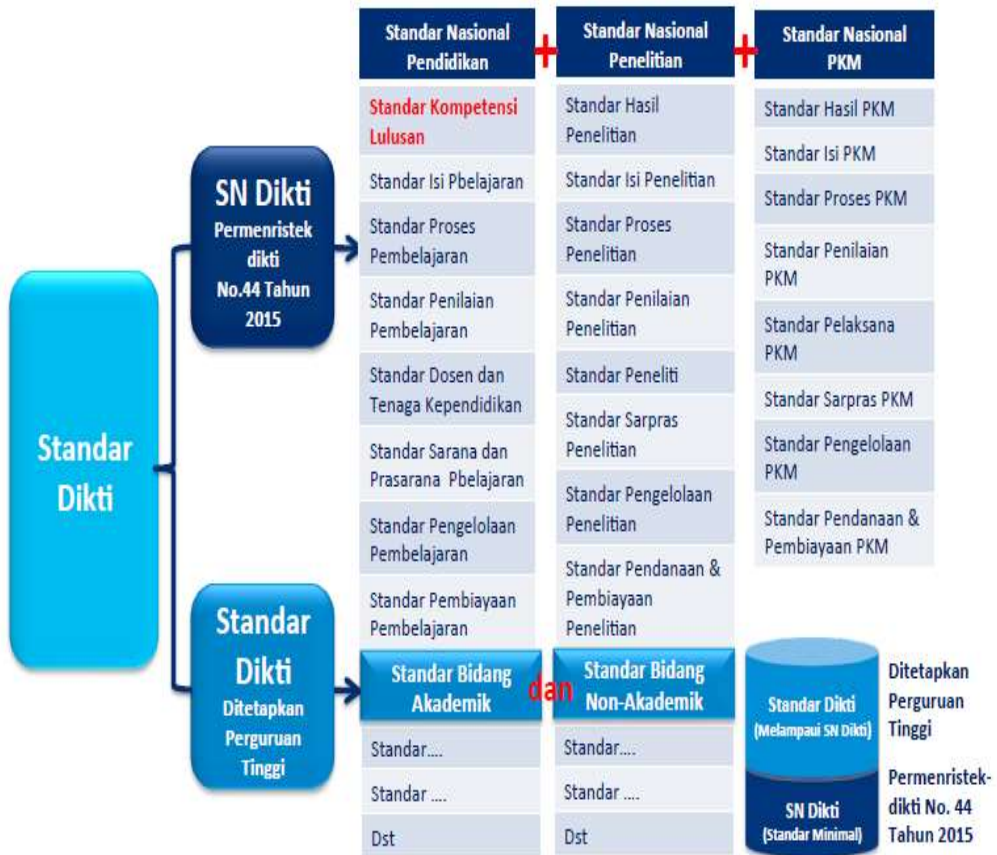 Standar
Dikti
SN Dikti
Permenristek
dikti
No.44 Tahun
2015
Standar
Dikti
Ditetapkan
Perguruan
Tinggi
Standar Nasional
Pendidikan
Standar Kompetensi
Lulusan
Standar Isi Pbelajaran
Standar Proses
Pembelajaran
Standar Penilaian
Pembelajaran
Standar Dosen dan
Tenaga Kependidikan
Standar Sarana dan
Prasarana Pbelajaran
Standar Pengelolaan
Pembelajaran
Standar Pembiayaan
Pembelajaran
+
Standar Nasional
Penelitian
Standar Hasil
Penelitian
Standar Isi Penelitian
Standar Proses
Penelitian
Standar Penilaian
Penelitian
Standar Peneliti
Standar Sarpras
Penelitian
Standar Pengelolaan
Penelitian
Standar Pendanaan &
Pembiayaan
Penelitian
+
Standar Nasional
PKM
Standar Hasil PKM
Standar Isi PKM
Standar Proses PKM
Standar Penilaian
PKM
Standar Pelaksana
PKM
Standar Sarpras PKM
Standar Pengelolaan
PKM
Standar Pendanaan &
Pembiayaan PKM
Standar Bidang
Akademik
Standar....
Standar ....
Dst
dan
Standar Bidang
Non-Akademik
Standar....
Standar ....
Dst
Standar Dikti
(Melampaui SN Dikti)
SN Dikti
(Standar Minimal)
Ditetapkan
Perguruan
Tinggi
Permenristek-
dikti No. 44
Tahun 2015